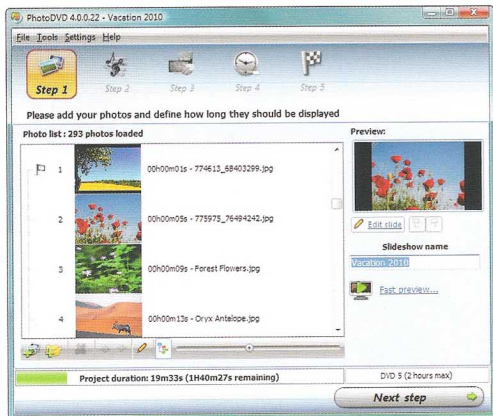 PhotoDVD 4.0.0.22 - Vacation 2010
File Tools Settings Help
Step 1
Step 2
Step 3
Step 4
Step 5
Please add your photos and define how long they should be displayed
Photo list : 293 photos loaded
Preview:
1 00h00m01s - 774613_68403299.jpg
2 00h00m05s - 775975_76494242.jpg
3 00h00m09s - Forest Flowers.jpg
4 00h00m13s - Oryx Antelope.jpg
Edit slide
Slideshow name
Vacation 2010
Fast preview...
Project duration: 19m33s (1H40m27s remaining)
DVD 5 (2 hours max)
Next step